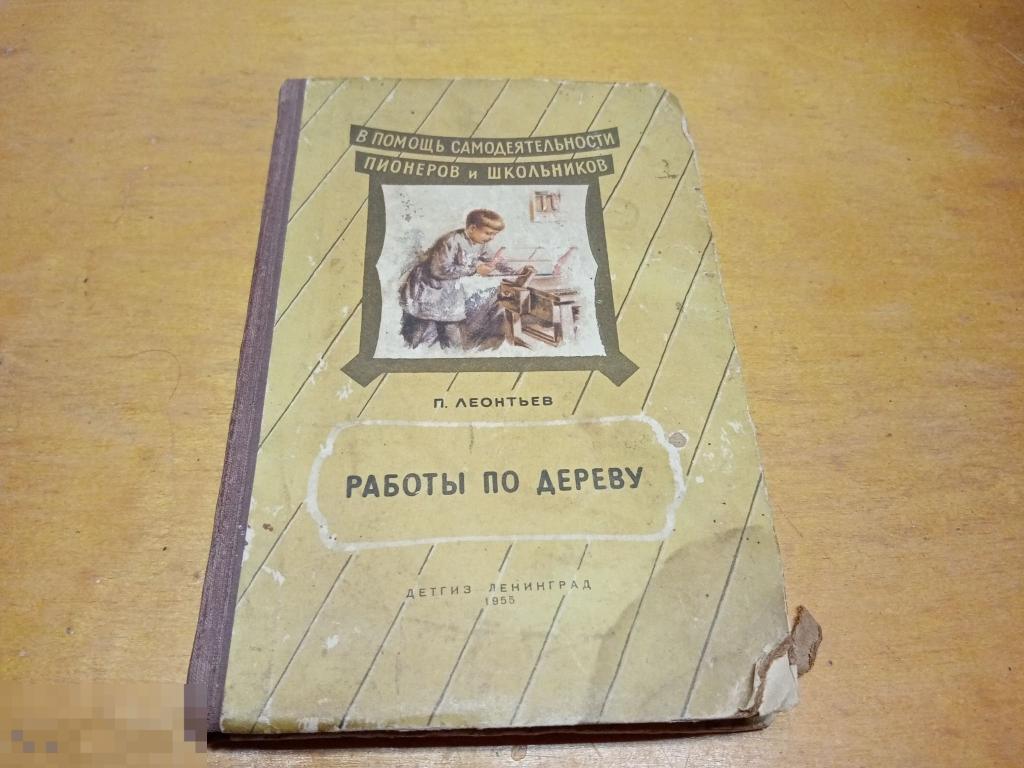 В ПОМОЩЬ САМОДЕЯТЕЛЬНОСТИ
ПИОНЕРОВ и ШКОЛЬНИКОВ
П. ЛЕОНТЬЕВ
РАБОТЫ ПО ДЕРЕВУ
ДЕТГИЗ ЛЕНИНГРАД
1955